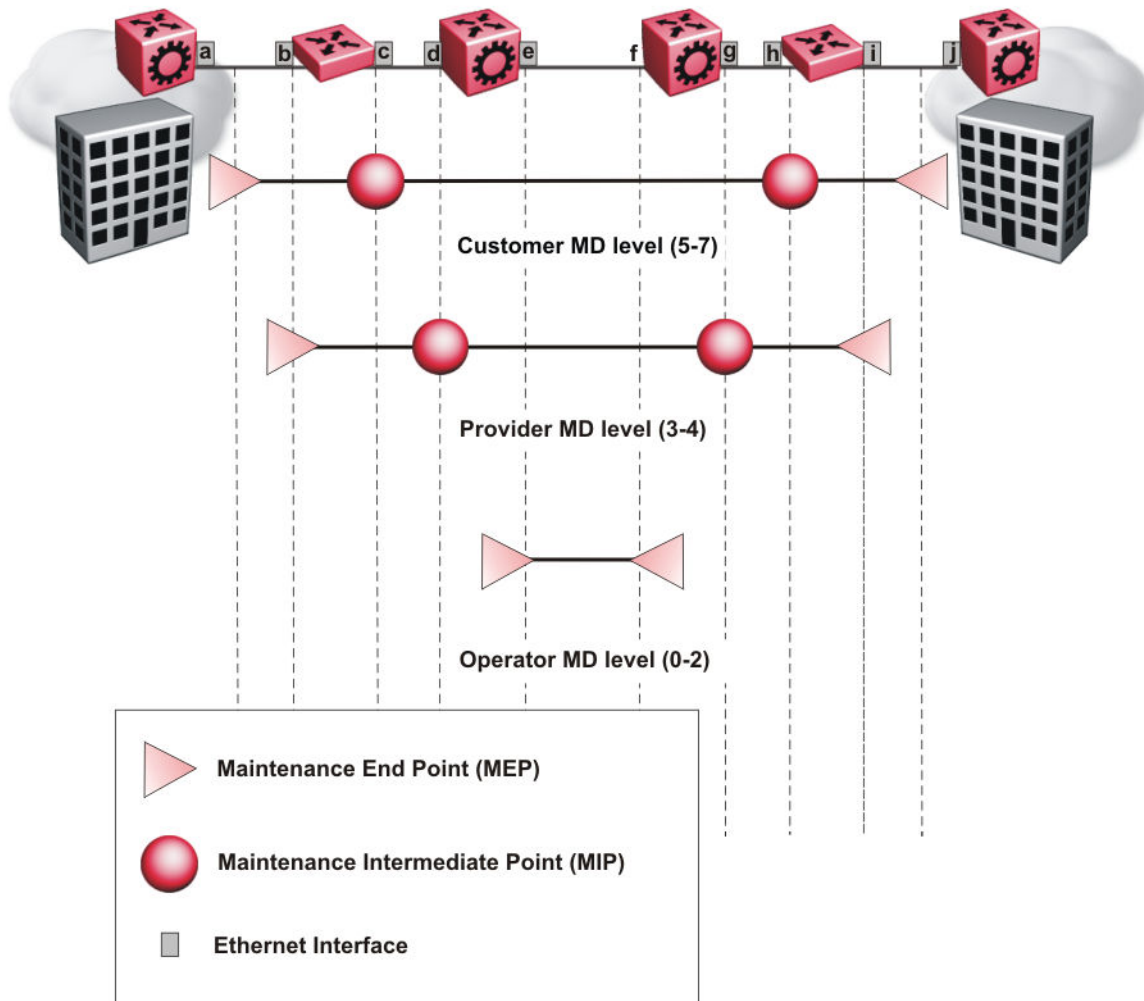 a b c d e f g h i j
Customer MD level (5-7)
Provider MD level (3-4)
Operator MD level (0-2)
Maintenance End Point (MEP)
Maintenance Intermediate Point (MIP)
Ethernet Interface